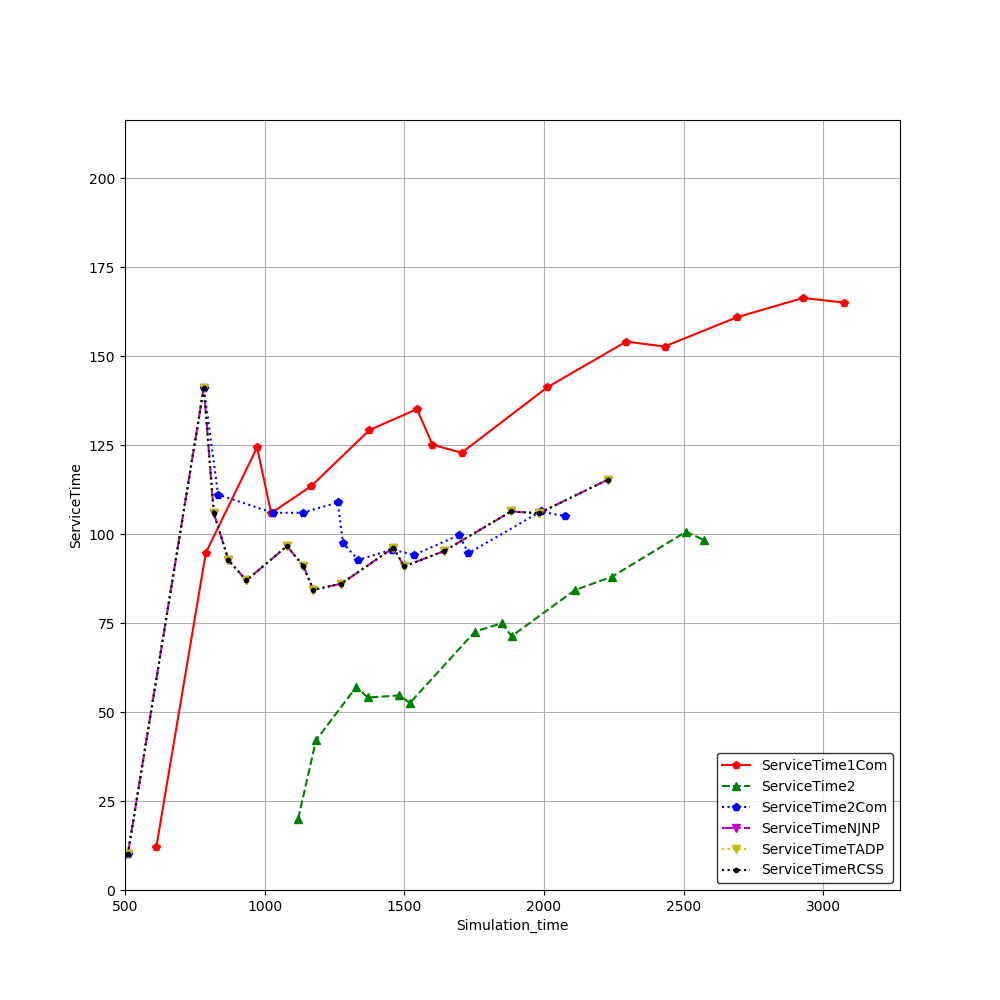 200
175
150
125
100
75
50
25
0
ServiceTime
500 1000 1500 2000 2500 3000
Simulation_time
ServiceTime1Com
ServiceTime2
ServiceTime2Com
ServiceTimeNJNP
ServiceTimeTADP
ServiceTimeRCSS